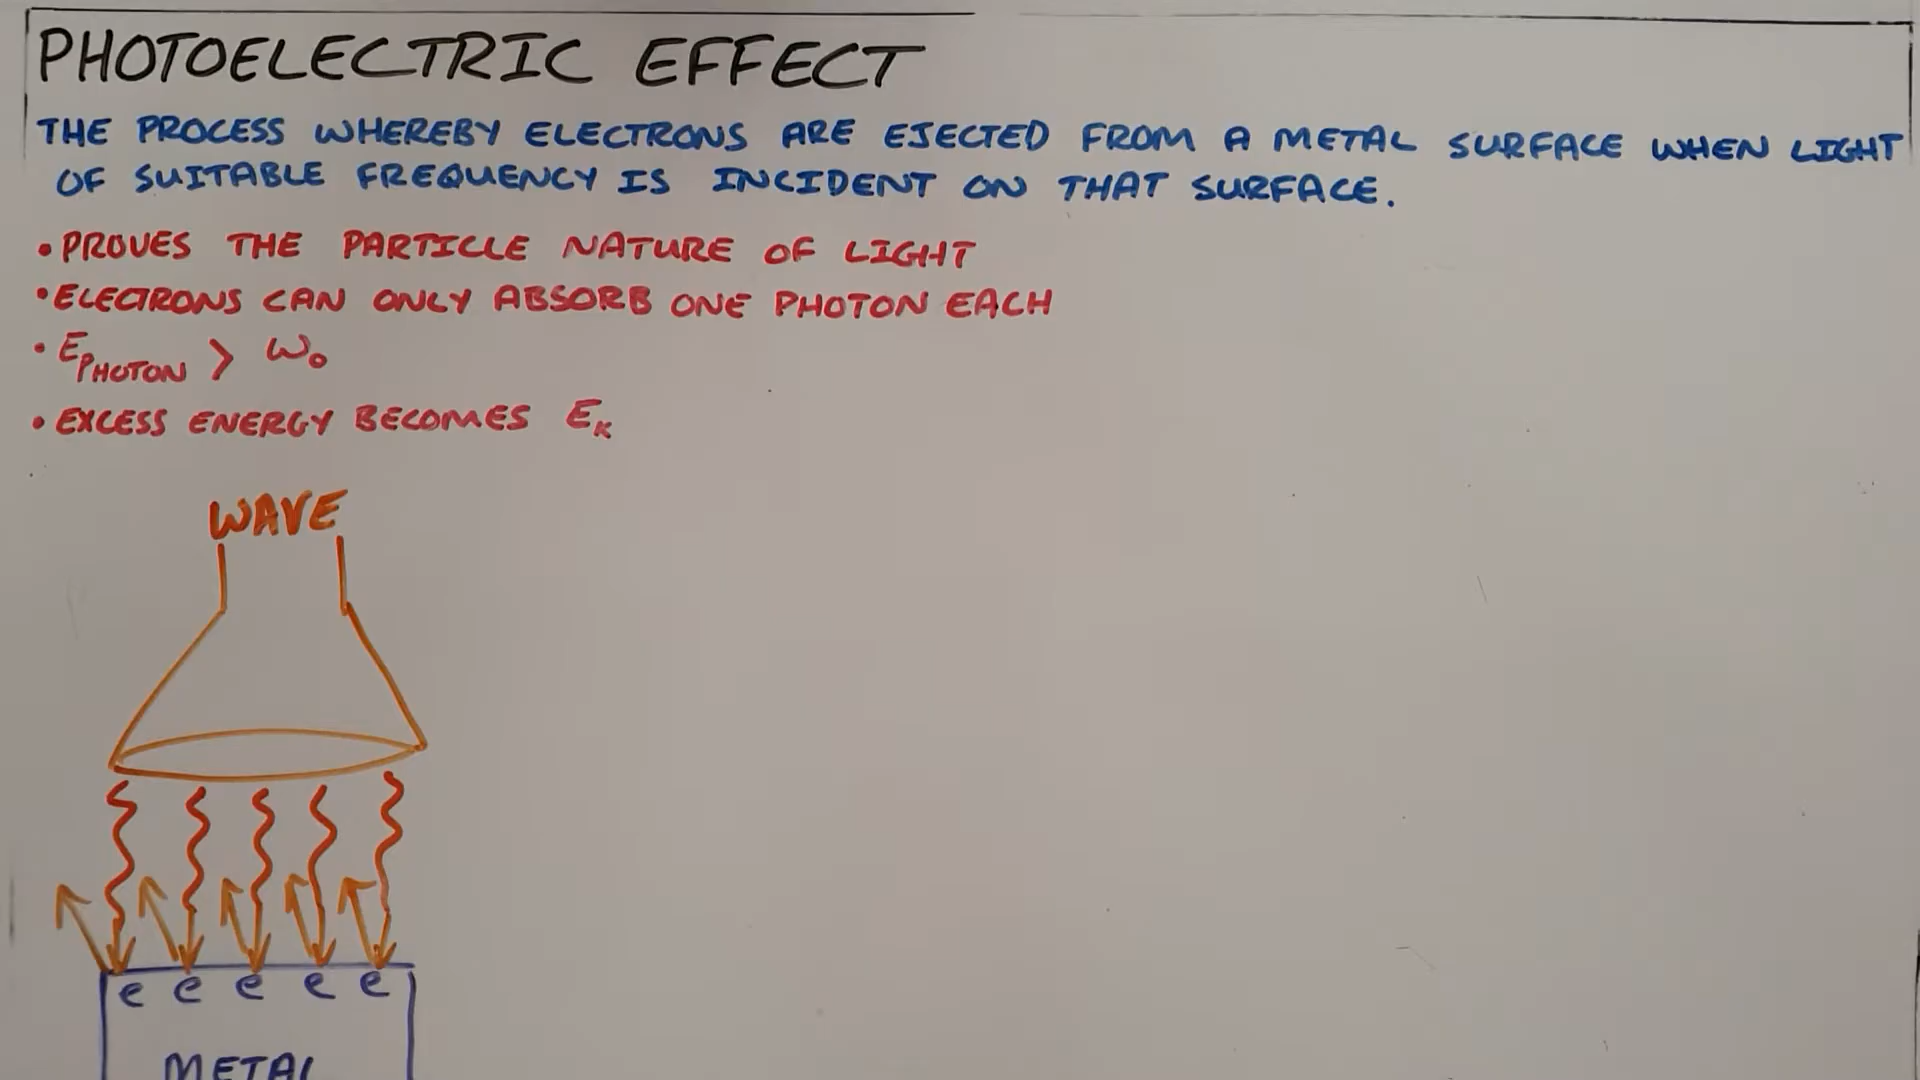 PHOTOELECTRIC EFFECT
THE PROCESS WHEREBY ELECTRONS ARE EJECTED FROM A METAL SURFACE WHEN LIGHT
OF SUITABLE FREQUENCY IS INCIDENT ON THAT SURFACE.
• PROVES THE PARTICLE NATURE OF LIGHT
• ELECTRONS CAN ONLY ABSORB ONE PHOTON EACH
• E_PHOTON > W₀
• EXCESS ENERGY BECOMES E_K
WAVE
e e e e e
METAL